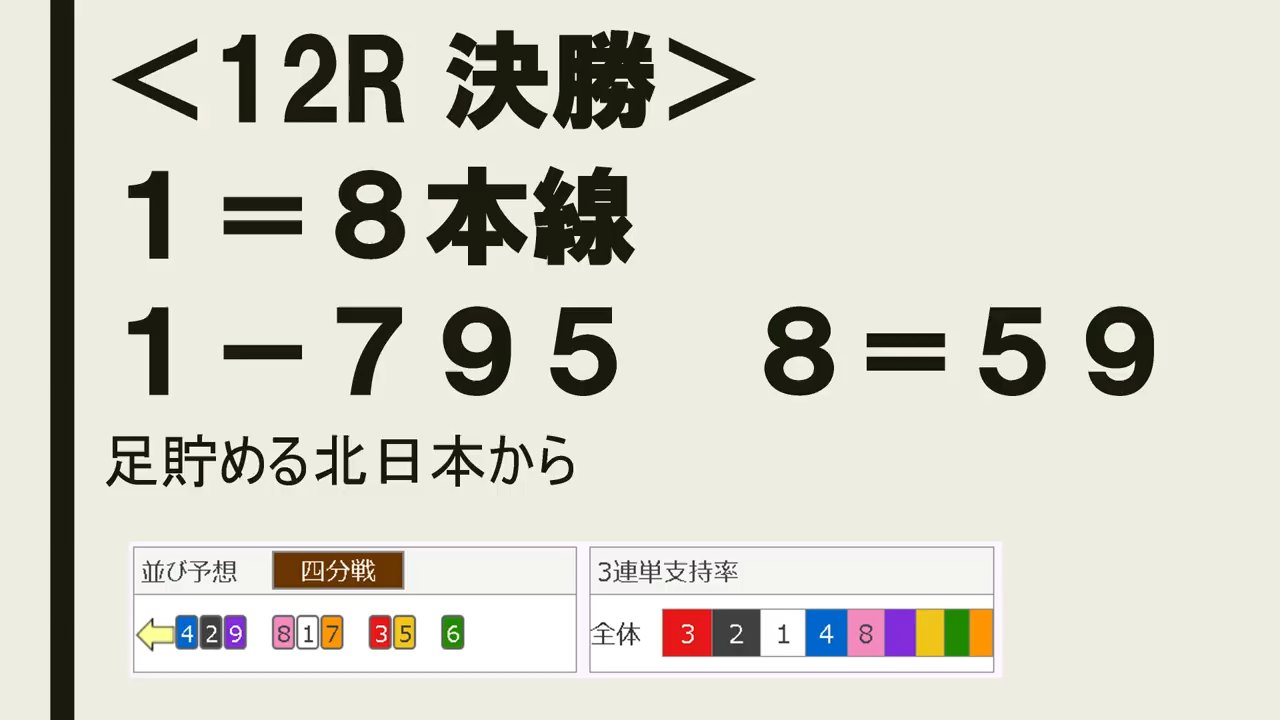 ＜12R 決勝＞
１＝８本線
１－７９５　８＝５９
足貯める北日本から
並び予想 四分戦
4 2 9 8 1 7 3 5 6
3連単支持率
全体 3 2 1 4 8